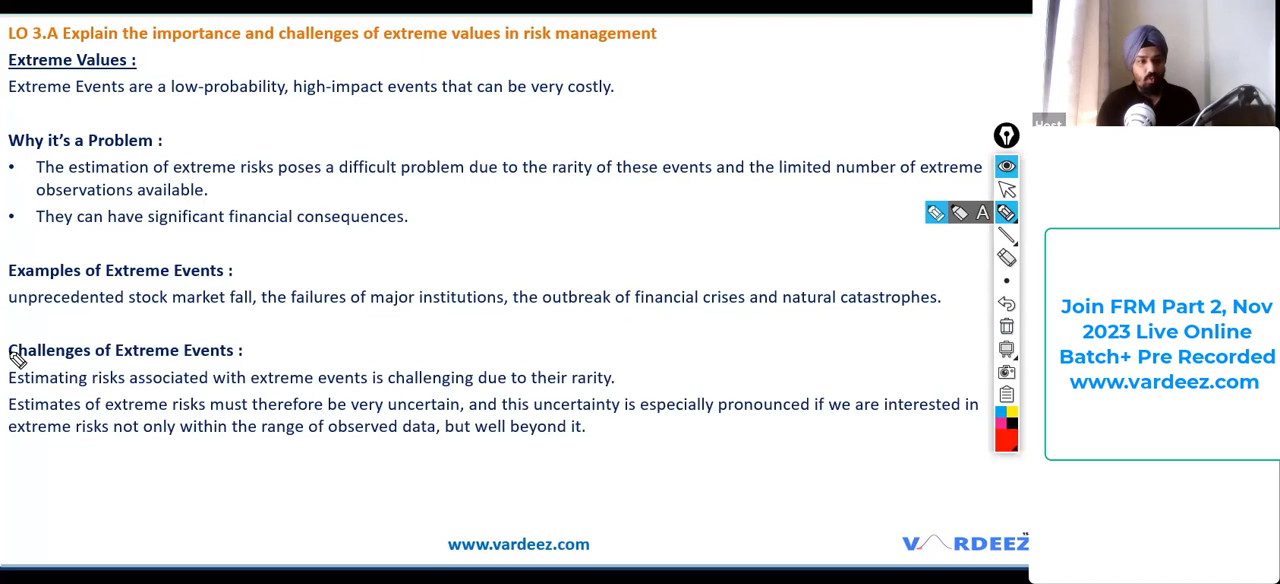 LO 3.A Explain the importance and challenges of extreme values in risk management
Extreme Values :
Extreme Events are a low-probability, high-impact events that can be very costly.
Why it's a Problem :
• The estimation of extreme risks poses a difficult problem due to the rarity of these events and the limited number of extreme
observations available.
• They can have significant financial consequences.
Examples of Extreme Events :
unprecedented stock market fall, the failures of major institutions, the outbreak of financial crises and natural catastrophes.
Challenges of Extreme Events :
Estimating risks associated with extreme events is challenging due to their rarity.
Estimates of extreme risks must therefore be very uncertain, and this uncertainty is especially pronounced if we are interested in
extreme risks not only within the range of observed data, but well beyond it.
www.vardeez.com
V RDEEZ
Host
A
Join FRM Part 2, Nov
2023 Live Online
Batch+ Pre Recorded
www.vardeez.com